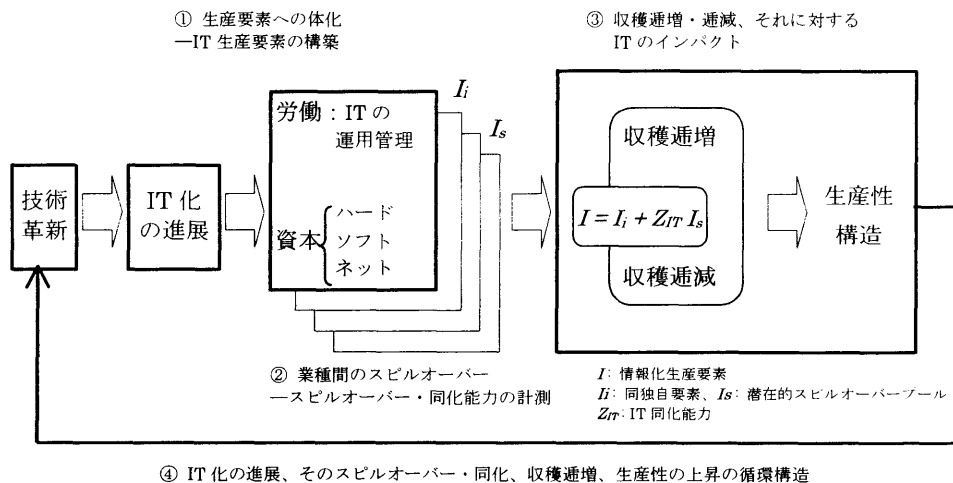 ① 生産要素への体化
―IT 生産要素の構築
③ 収穫逓増・逓減、それに対する
IT のインパクト
技術
革新
IT 化
の進展
労働：IT の
運用管理
資本
ハード
ソフト
ネット
Ii
Is
収穫逓増
I = Ii + ZIT Is
収穫逓減
生産性
構造
② 業種間のスピルオーバー
―スピルオーバー・同化能力の計測
I: 情報化生産要素
Ii: 同独自要素、Is: 潜在的スピルオーバープール
ZIT: IT 同化能力
④ IT 化の進展、そのスピルオーバー・同化、収穫逓増、生産性の上昇の循環構造